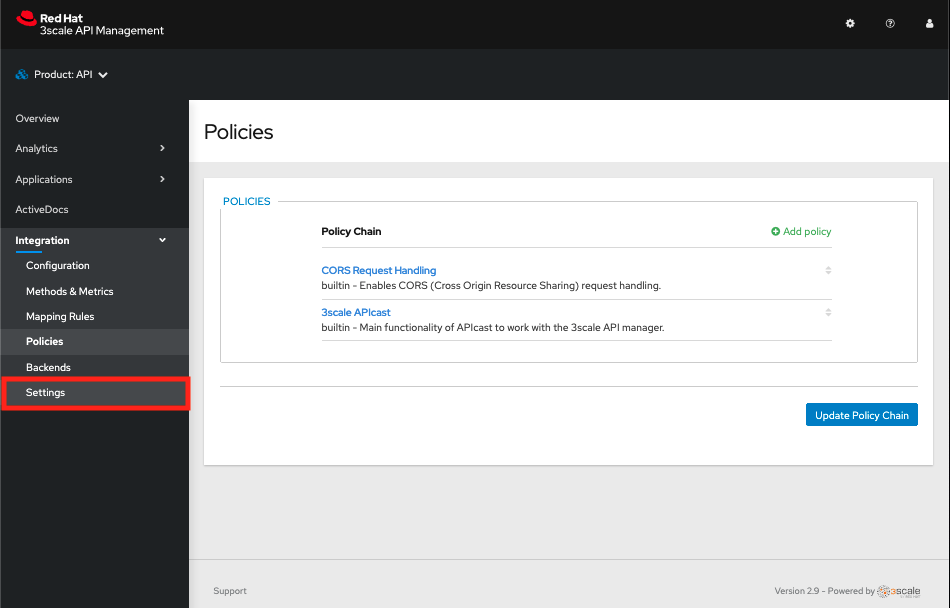 Red Hat
3scale API Management
Product: API
Overview
Analytics
Applications
ActiveDocs
Integration
Configuration
Methods & Metrics
Mapping Rules
Policies
Backends
Settings
Policies
POLICIES
Policy Chain
Add policy
CORS Request Handling
builtin - Enables CORS (Cross Origin Resource Sharing) request handling.
3scale APIcast
builtin - Main functionality of APIcast to work with the 3scale API manager.
Update Policy Chain
Support
Version 2.9 - Powered by 3scale